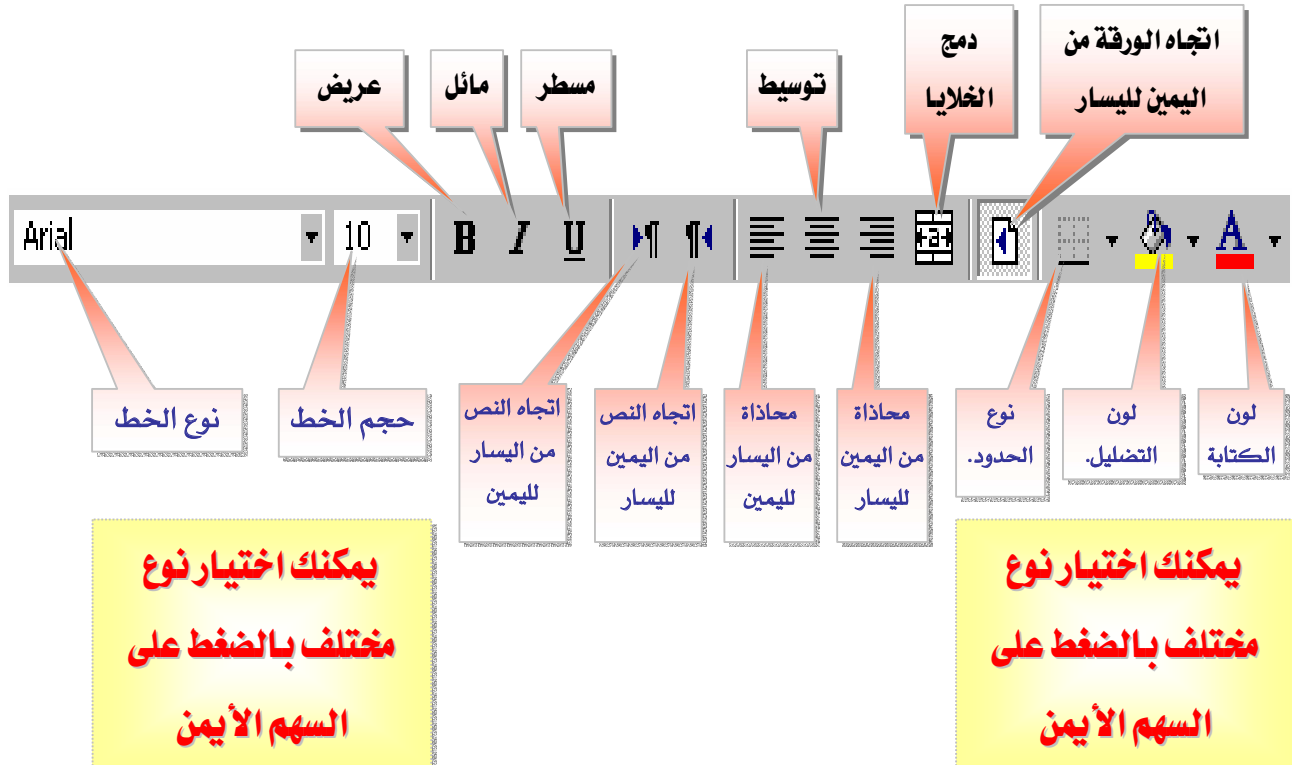 اتجاه الورقة من
اليمين لليسار
دمج
الخلايا
توسيط
مسطر
مائل
عريض
Arial
10
B
I
U
a
A
لون
الكتابة
لون
التضليل.
نوع
الحدود.
محاذاة
من اليمين
لليسار
محاذاة
من اليسار
لليمين
اتجاه النص
من اليمين
لليسار
اتجاه النص
من اليسار
لليمين
حجم الخط
نوع الخط
يمكنك اختيار نوع
مختلف بالضغط على
السهم الأيمن
يمكنك اختيار نوع
مختلف بالضغط على
السهم الأيمن